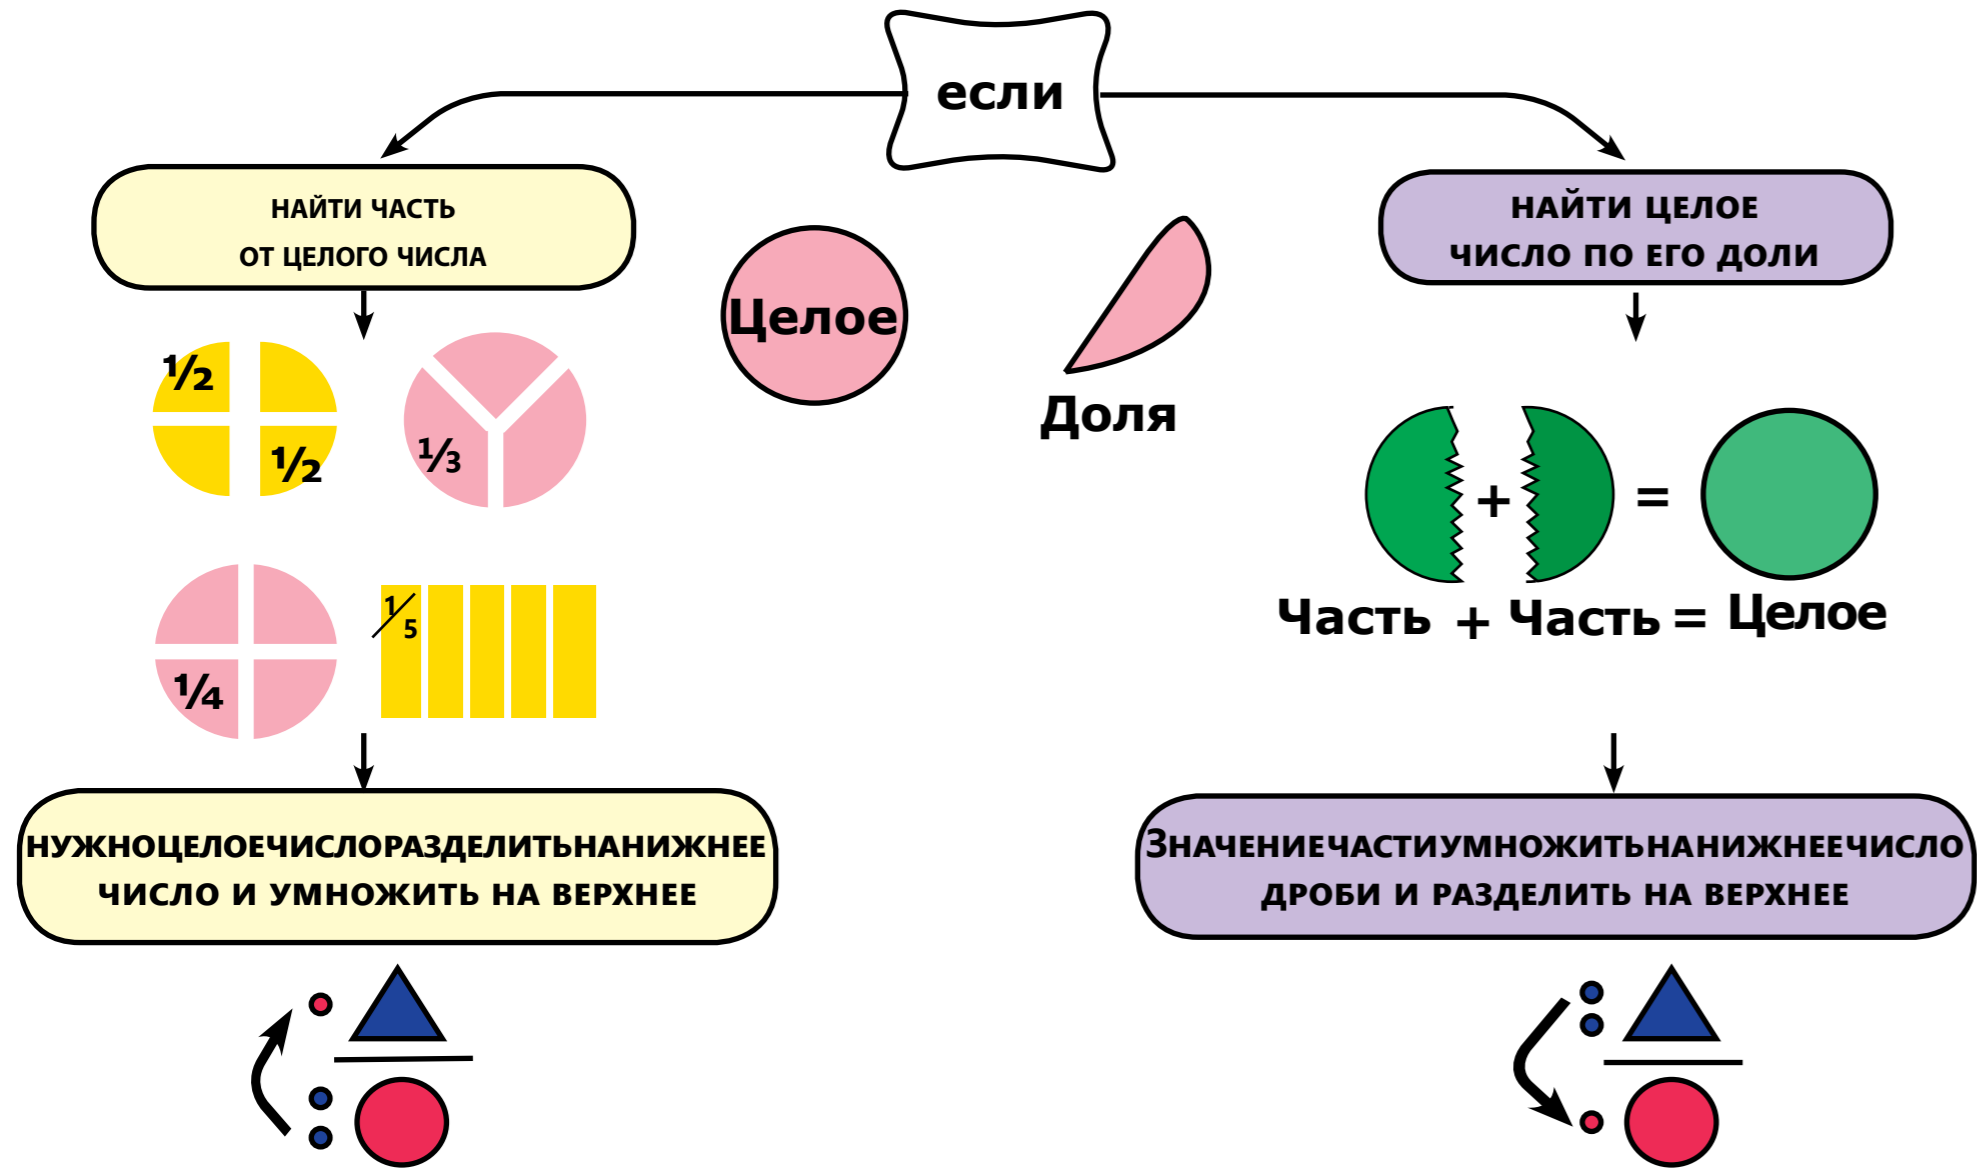 если
НАЙТИ ЧАСТЬ
ОТ ЦЕЛОГО ЧИСЛА
НАЙТИ ЦЕЛОЕ
ЧИСЛО ПО ЕГО ДОЛИ
Целое
Доля
½
½
⅓
¼
1/5
+
=
Часть + Часть = Целое
НУЖНОЦЕЛОЕЧИСЛОРАЗДЕЛИТЬНАНИЖНЕЕ
ЧИСЛО И УМНОЖИТЬ НА ВЕРХНЕЕ
ЗНАЧЕНИЕЧАСТИУМНОЖИТЬНАНИЖНЕЕЧИСЛО
ДРОБИ И РАЗДЕЛИТЬ НА ВЕРХНЕЕ